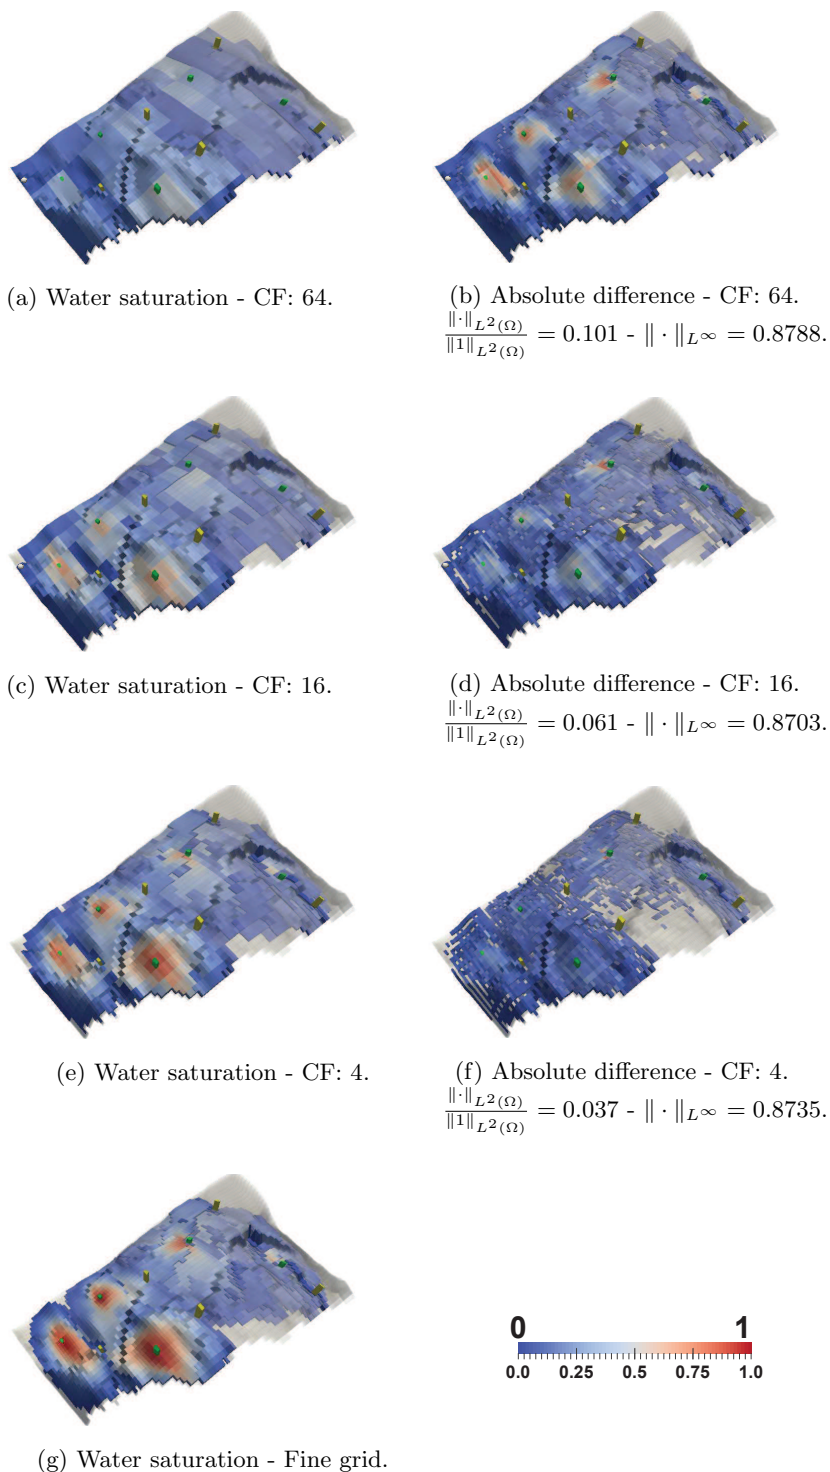 (a) Water saturation - CF: 64.
(b) Absolute difference - CF: 64.
‖·‖L²(Ω) / ‖1‖L²(Ω) = 0.101 - ‖ · ‖L∞ = 0.8788.
(c) Water saturation - CF: 16.
(d) Absolute difference - CF: 16.
‖·‖L²(Ω) / ‖1‖L²(Ω) = 0.061 - ‖ · ‖L∞ = 0.8703.
(e) Water saturation - CF: 4.
(f) Absolute difference - CF: 4.
‖·‖L²(Ω) / ‖1‖L²(Ω) = 0.037 - ‖ · ‖L∞ = 0.8735.
0 1
0.0 0.25 0.5 0.75 1.0
(g) Water saturation - Fine grid.